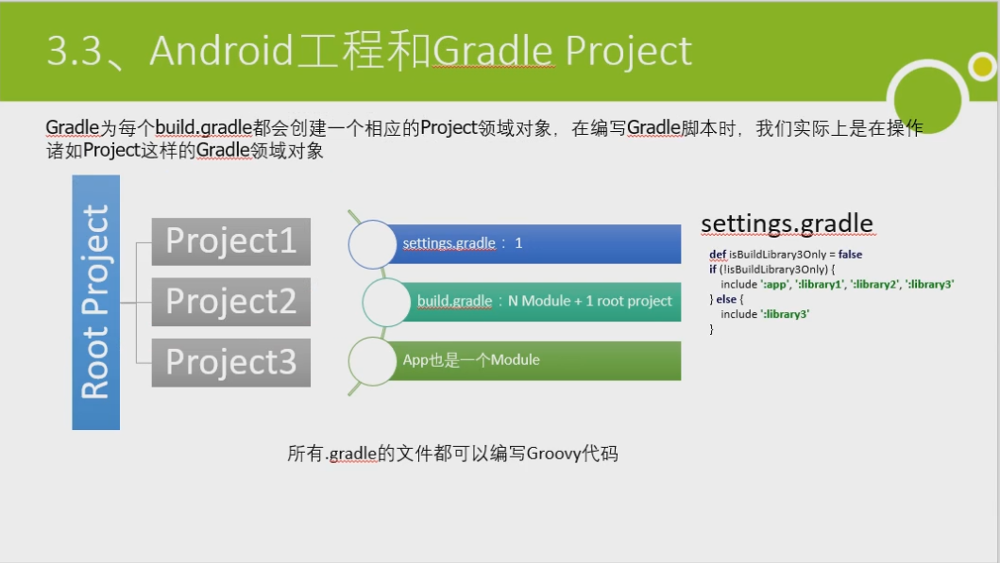 3.3、Android工程和Gradle Project
Gradle为每个build.gradle都会创建一个相应的Project领域对象，在编写Gradle脚本时，我们实际上是在操作
诸如Project这样的Gradle领域对象
Root Project
Project1
Project2
Project3
settings.gradle： 1
build.gradle：N Module + 1 root project
App也是一个Module
settings.gradle
def isBuildLibrary3Only = false
if (!isBuildLibrary3Only) {
include ':app', ':library1', ':library2', ':library3'
} else {
include ':library3'
}
所有.gradle的文件都可以编写Groovy代码